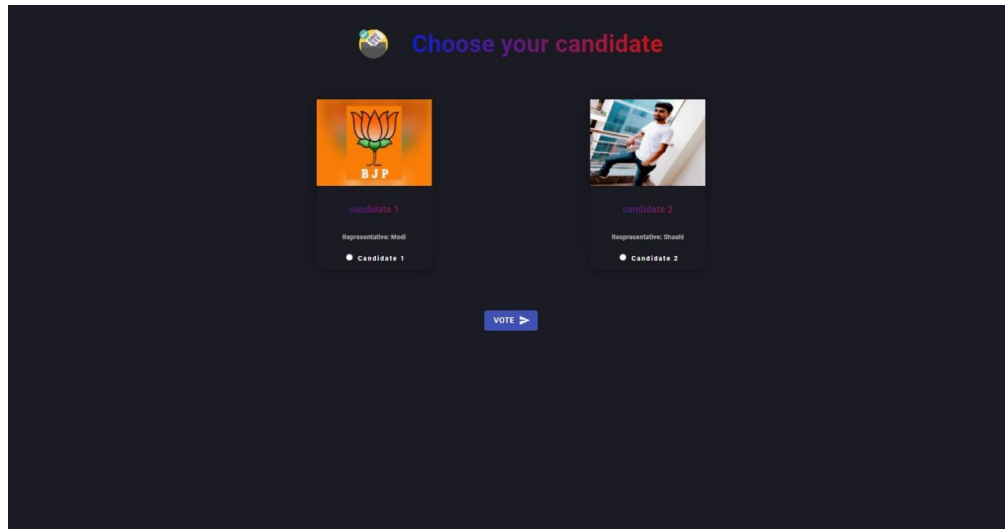 Choose your candidate
BJP
candidate 1
candidate 2
Representative: Modi
Respresentative: Shashi
Candidate 1
Candidate 2
VOTE